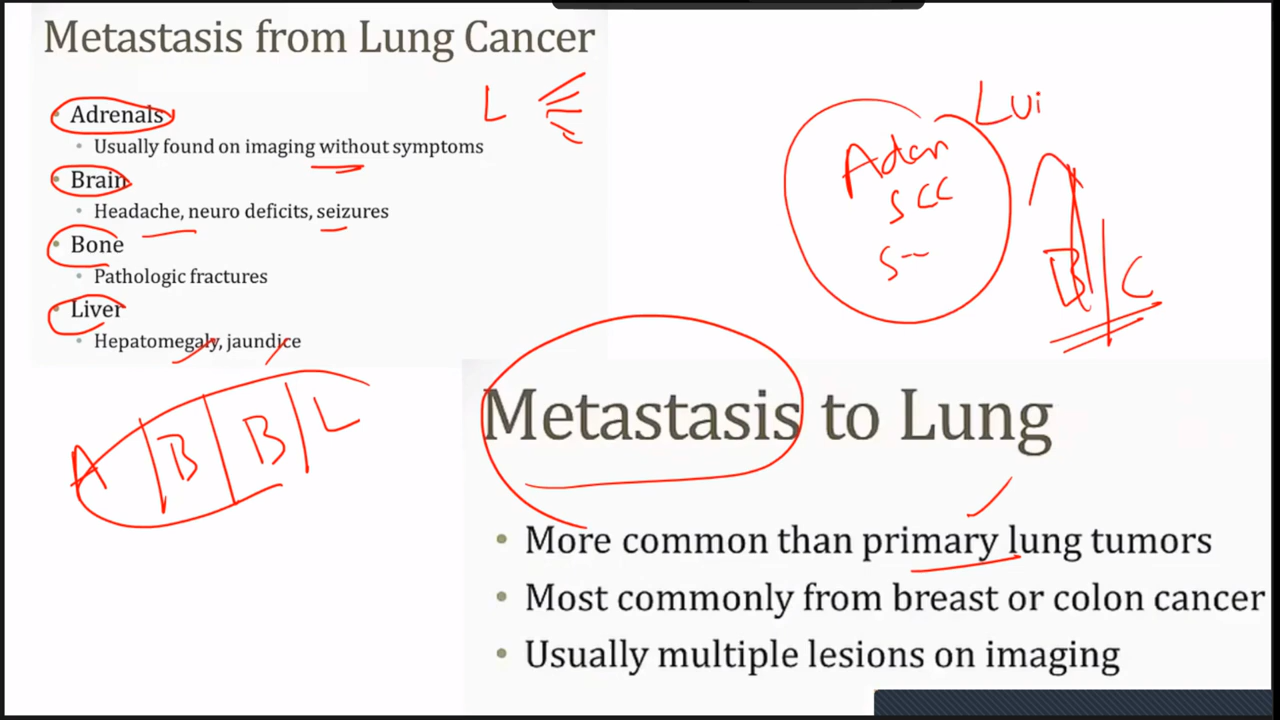 Metastasis from Lung Cancer
L
• Adrenals
• Usually found on imaging without symptoms
• Brain
• Headache, neuro deficits, seizures
• Bone
• Pathologic fractures
• Liver
• Hepatomegaly, jaundice
A B B L
Aden
SCC
B C
Metastasis to Lung
• More common than primary lung tumors
• Most commonly from breast or colon cancer
• Usually multiple lesions on imaging